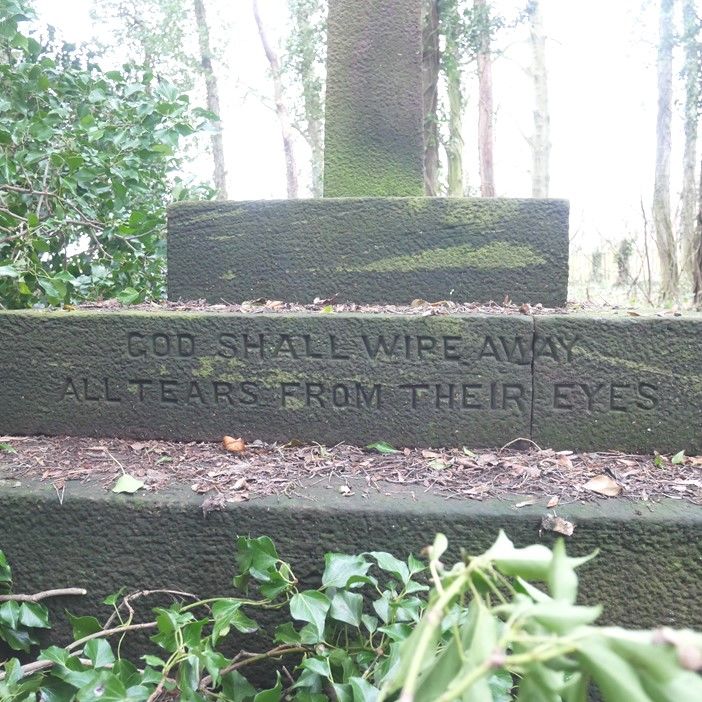 GOD SHALL WIPE AWAY
ALL TEARS FROM THEIR EYES